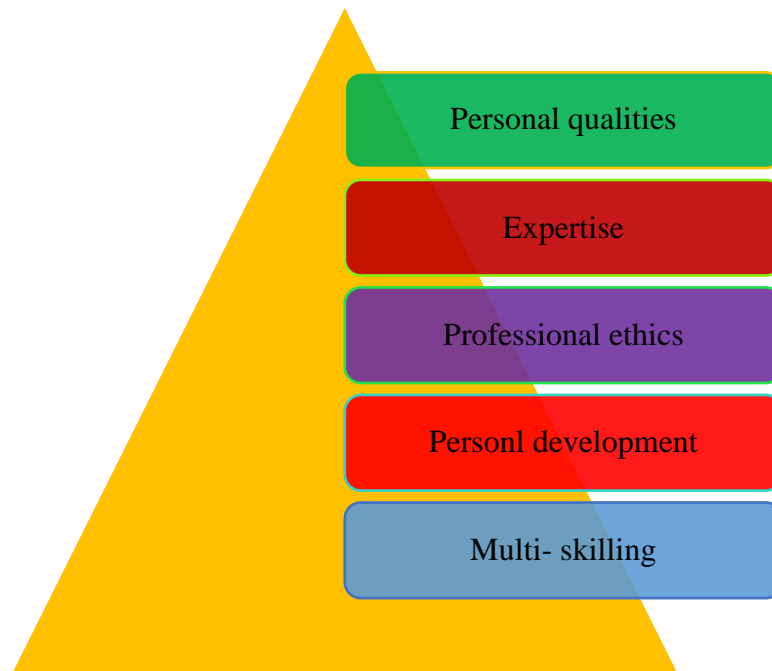 Personal qualities
Expertise
Professional ethics
Personl development
Multi- skilling